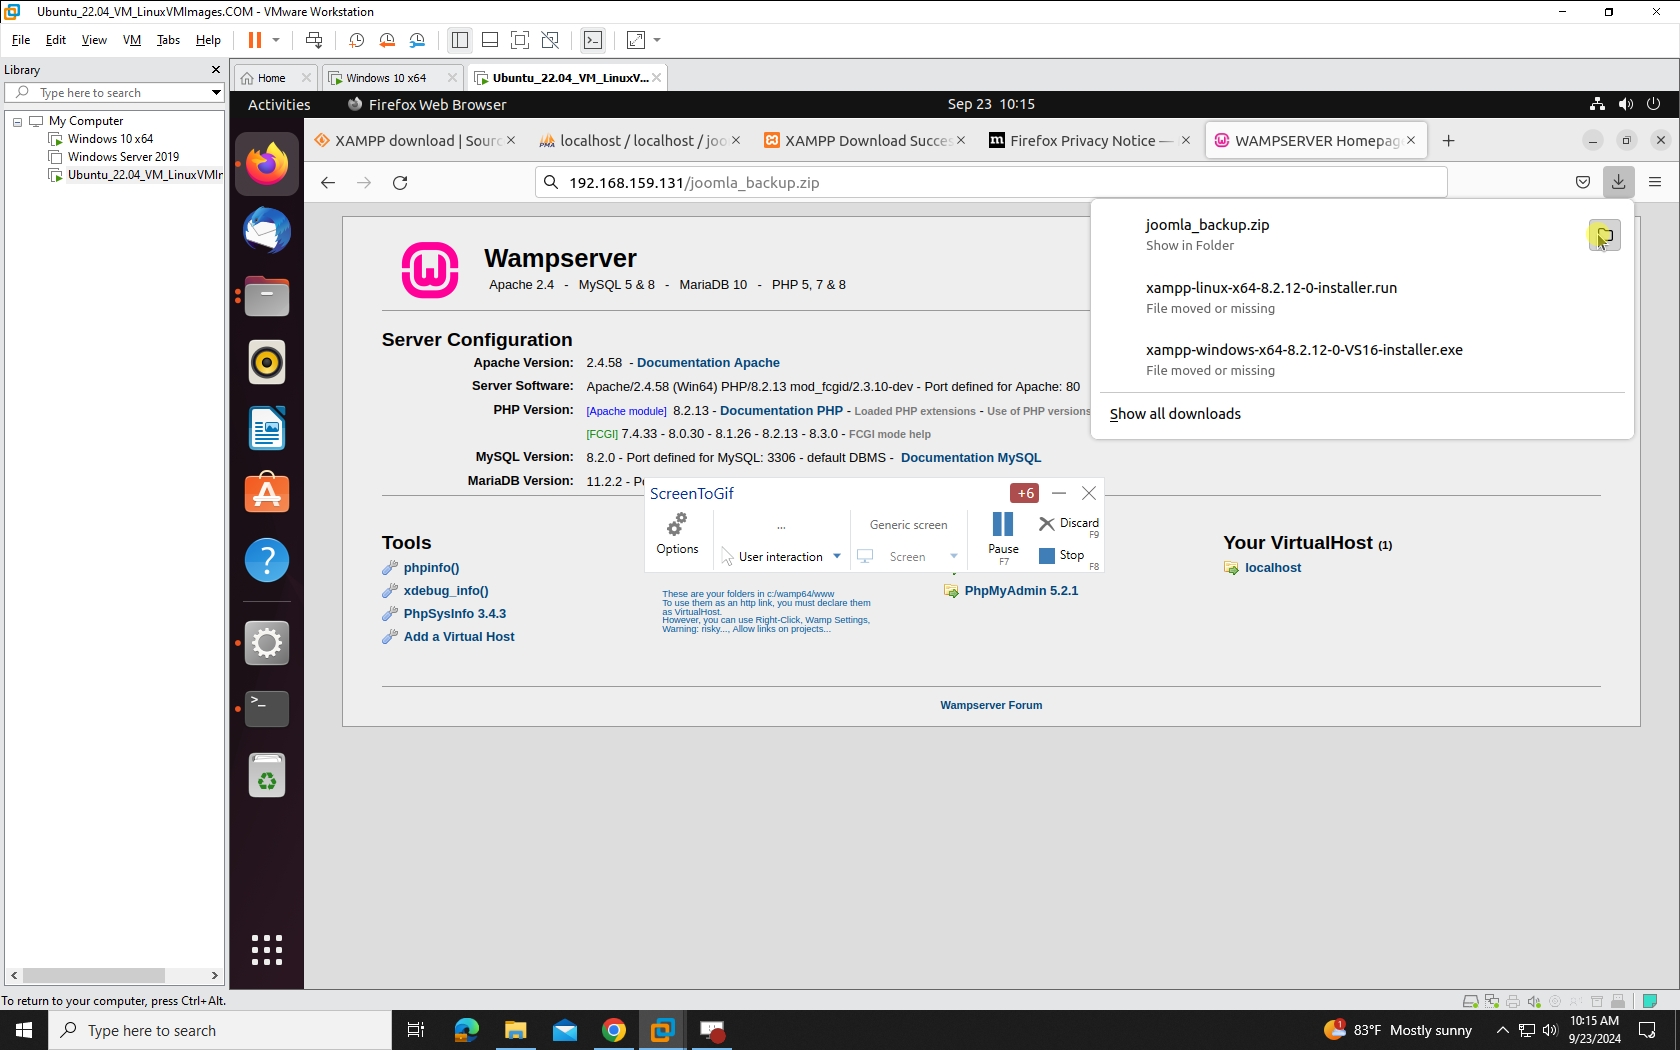 Ubuntu_22.04_VM_LinuxVMImages.COM - VMware Workstation
File Edit View VM Tabs Help
Library
Type here to search
My Computer
Windows 10 x64
Windows Server 2019
Ubuntu_22.04_VM_LinuxVMIr
Home
Windows 10 x64
Ubuntu_22.04_VM_LinuxV...
Activities
Firefox Web Browser
Sep 23 10:15
XAMPP download | Sourc
localhost / localhost / joo
XAMPP Download Succes
Firefox Privacy Notice —
WAMPSERVER Homepag
192.168.159.131/joomla_backup.zip
joomla_backup.zip
Show in Folder
xampp-linux-x64-8.2.12-0-installer.run
File moved or missing
xampp-windows-x64-8.2.12-0-VS16-installer.exe
File moved or missing
Show all downloads
Wampserver
Apache 2.4 - MySQL 5 & 8 - MariaDB 10 - PHP 5, 7 & 8
Server Configuration
Apache Version: 2.4.58 - Documentation Apache
Server Software: Apache/2.4.58 (Win64) PHP/8.2.13 mod_fcgid/2.3.10-dev - Port defined for Apache: 80
PHP Version: [Apache module] 8.2.13 - Documentation PHP - Loaded PHP extensions - Use of PHP versions
[FCGI] 7.4.33 - 8.0.30 - 8.1.26 - 8.2.13 - 8.3.0 - FCGI mode help
MySQL Version: 8.2.0 - Port defined for MySQL: 3306 - default DBMS - Documentation MySQL
MariaDB Version: 11.2.2 - P
ScreenToGif
+6
Options
...
User interaction
Generic screen
Screen
Pause
F7
Discard
F9
Stop
F8
Tools
phpinfo()
xdebug_info()
PhpSysInfo 3.4.3
Add a Virtual Host
These are your folders in c:/wamp64/www
To use them as an http link, you must declare them
as VirtualHost.
However, you can use Right-Click, Wamp Settings,
Warning: risky..., Allow links on projects...
PhpMyAdmin 5.2.1
Your VirtualHost (1)
localhost
Wampserver Forum
To return to your computer, press Ctrl+Alt.
Type here to search
83°F Mostly sunny
10:15 AM
9/23/2024